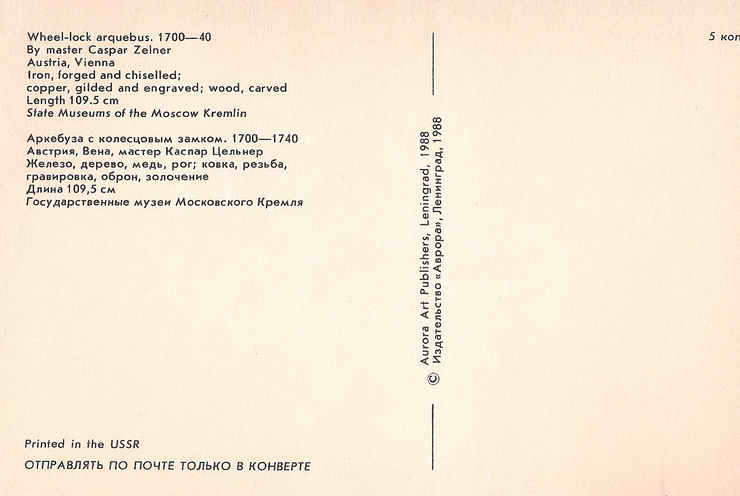 Wheel-lock arquebus. 1700—40
By master Caspar Zelner
Austria, Vienna
Iron, forged and chiselled;
copper, gilded and engraved; wood, carved
Length 109.5 cm
State Museums of the Moscow Kremlin
Аркебуза с колесцовым замком. 1700—1740
Австрия, Вена, мастер Каспар Цельнер
Железо, дерево, медь, рог; ковка, резьба,
гравировка, оброн, золочение
Длина 109,5 см
Государственные музеи Московского Кремля
Printed in the USSR
ОТПРАВЛЯТЬ ПО ПОЧТЕ ТОЛЬКО В КОНВЕРТЕ
© Aurora Art Publishers, Leningrad, 1988
Издательство «Аврора», Ленинград, 1988
5 коп